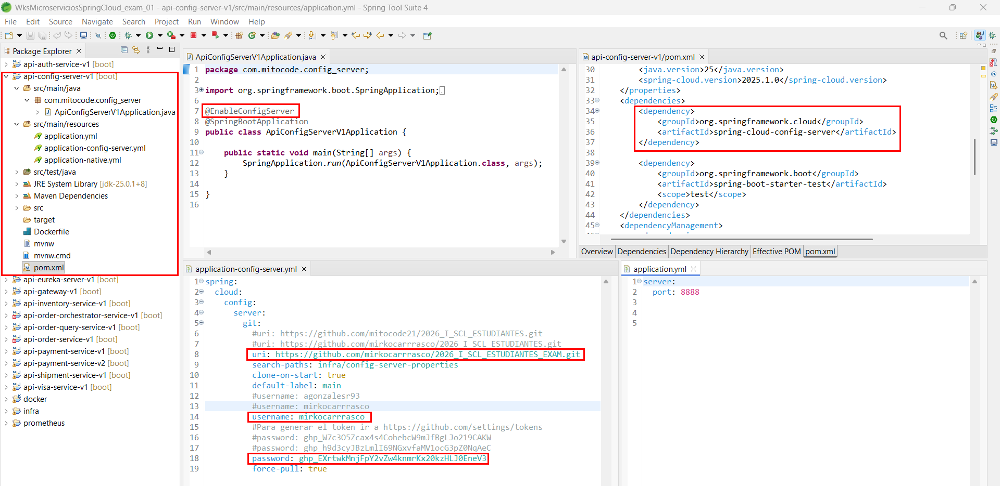 WksMicroserviciosSpringCloud_exam_01 - api-config-server-v1/src/main/resources/application.yml - Spring Tool Suite 4
File Edit Source Navigate Search Project Run Window Help
Package Explorer
api-auth-service-v1 [boot]
api-config-server-v1 [boot]
src/main/java
com.mitocode.config_server
ApiConfigServerV1Application.java
src/main/resources
application.yml
application-config-server.yml
application-native.yml
src/test/java
JRE System Library [jdk-25.0.1+8]
Maven Dependencies
src
target
Dockerfile
mvnw
mvnw.cmd
pom.xml
api-eureka-server-v1 [boot]
api-gateway-v1 [boot]
api-inventory-service-v1 [boot]
api-order-orchestrator-service-v1 [boot]
api-order-query-service-v1 [boot]
api-order-service-v1 [boot]
api-payment-service-v1 [boot]
api-payment-service-v2 [boot]
api-shipment-service-v1 [boot]
api-visa-service-v1 [boot]
docker
infra
prometheus
ApiConfigServerV1Application.java
1 package com.mitocode.config_server;
2
3 import org.springframework.boot.SpringApplication;
6
7 @EnableConfigServer
8 @SpringBootApplication
9 public class ApiConfigServerV1Application {
10
11 public static void main(String[] args) {
12 SpringApplication.run(ApiConfigServerV1Application.class, args);
13 }
14
15 }
16
api-config-server-v1/pom.xml
30 <java.version>25</java.version>
31 <spring-cloud.version>2025.1.0</spring-cloud.version>
32 </properties>
33 <dependencies>
34 <dependency>
35 <groupId>org.springframework.cloud</groupId>
36 <artifactId>spring-cloud-config-server</artifactId>
37 </dependency>
38
39 <dependency>
40 <groupId>org.springframework.boot</groupId>
41 <artifactId>spring-boot-starter-test</artifactId>
42 <scope>test</scope>
43 </dependency>
44 </dependencies>
45 <dependencyManagement>
Overview Dependencies Dependency Hierarchy Effective POM pom.xml
application-config-server.yml
1 spring:
2 cloud:
3 config:
4 server:
5 git:
6 #uri: https://github.com/mitocode21/2026_I_SCL_ESTUDIANTES.git
7 #uri: https://github.com/mirkocarrrasco/2026_I_SCL_ESTUDIANTES.git
8 uri: https://github.com/mirkocarrrasco/2026_I_SCL_ESTUDIANTES_EXAM.git
9 search-paths: infra/config-server-properties
10 clone-on-start: true
11 default-label: main
12 #username: agonzalesr93
13 #username: mirkocarrrasco
14 username: mirkocarrrasco
15 #Para generar el token ir a https://github.com/settings/tokens
16 #password: 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
17 #password: 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
18 password: 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
19 force-pull: true
application.yml
1 server:
2 port: 8888
3
4
5